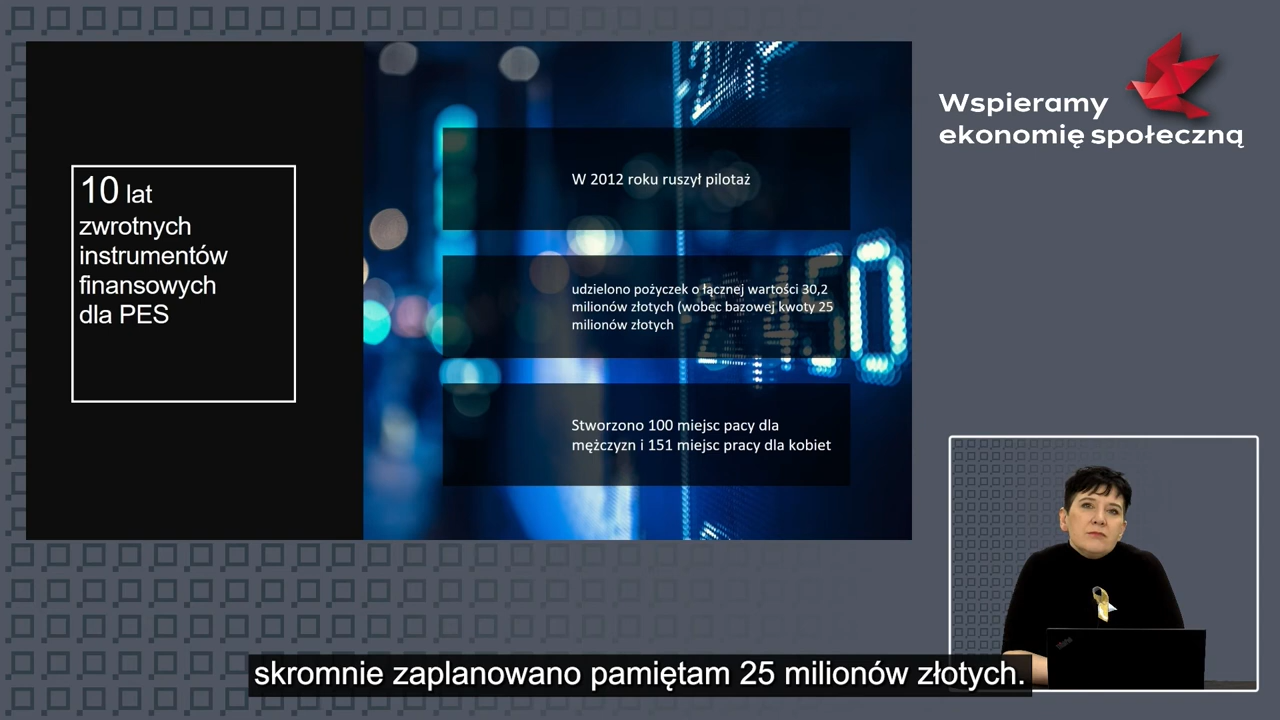 10 lat
zwrotnych
instrumentów
finansowych
dla PES
W 2012 roku ruszył pilotaż
udzielono pożyczek o łącznej wartości 30,2
milionów złotych (wobec bazowej kwoty 25
milionów złotych
Stworzono 100 miejsc pacy dla
mężczyzn i 151 miejsc pracy dla kobiet
Wspieramy
ekonomię społeczną
skromnie zaplanowano pamiętam 25 milionów złotych.